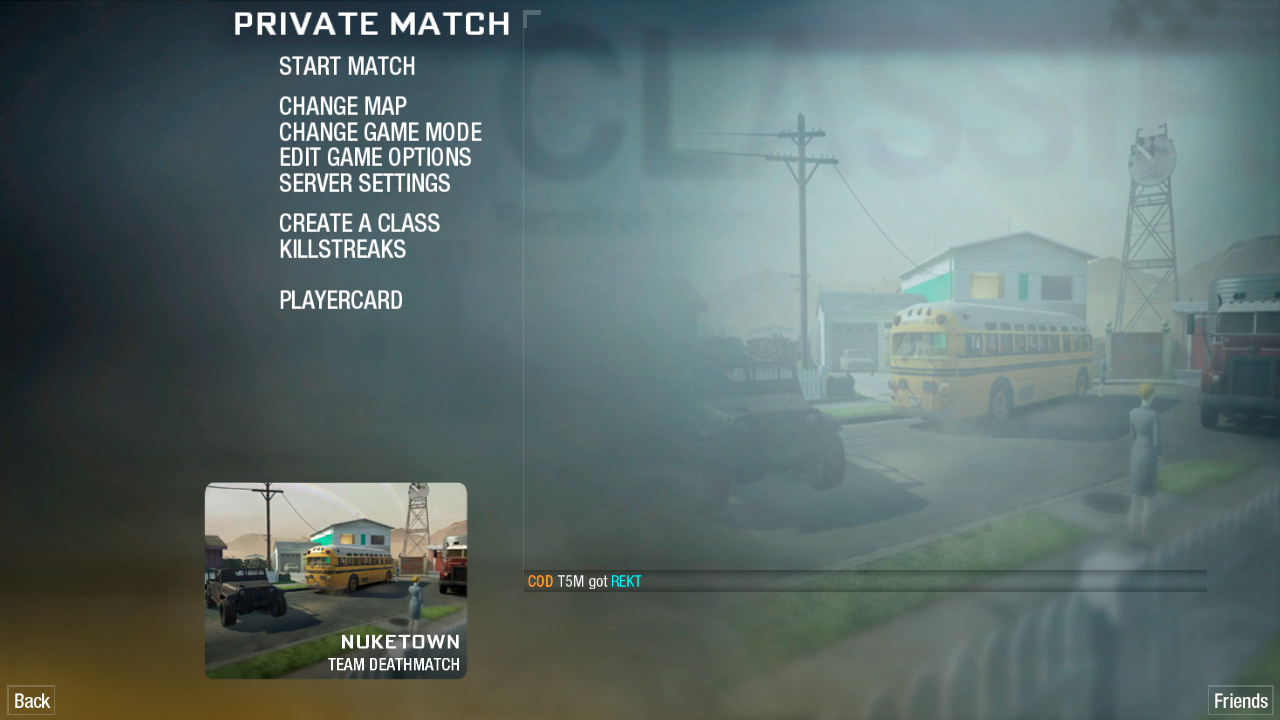 PRIVATE MATCH
START MATCH
CHANGE MAP
CHANGE GAME MODE
EDIT GAME OPTIONS
SERVER SETTINGS
CREATE A CLASS
KILLSTREAKS
PLAYERCARD
NUKETOWN
TEAM DEATHMATCH
COD T5M got REKT
Back
Friends